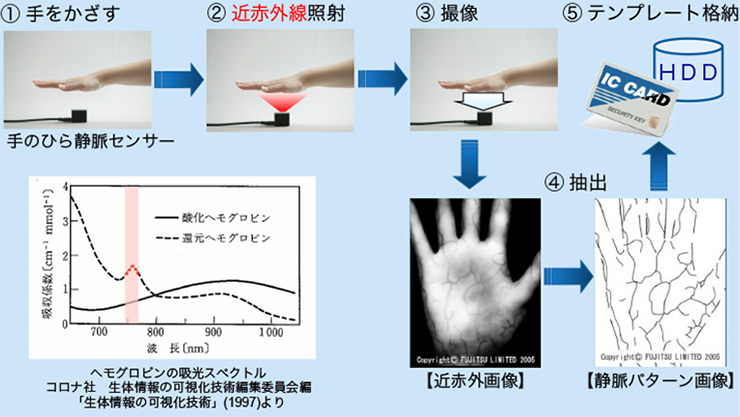 ① 手をかざす
② 近赤外線照射
③ 撮像
⑤ テンプレート格納
HDD
IC CARD
SECURITY KEY
手のひら静脈センサー
④ 抽出
吸収係数〔cm⁻¹ mmol⁻¹〕
4
3
2
1
0
酸化ヘモグロビン
還元ヘモグロビン
700
800
900
1 000
波 長〔nm〕
ヘモグロビンの吸光スペクトル
コロナ社 生体情報の可視化技術編集委員会編
「生体情報の可視化技術」(1997)より
Copyright© FUJITSU LIMITED 2005
【近赤外画像】
Copyright© FUJITSU LIMITED 2005
【静脈パターン画像】